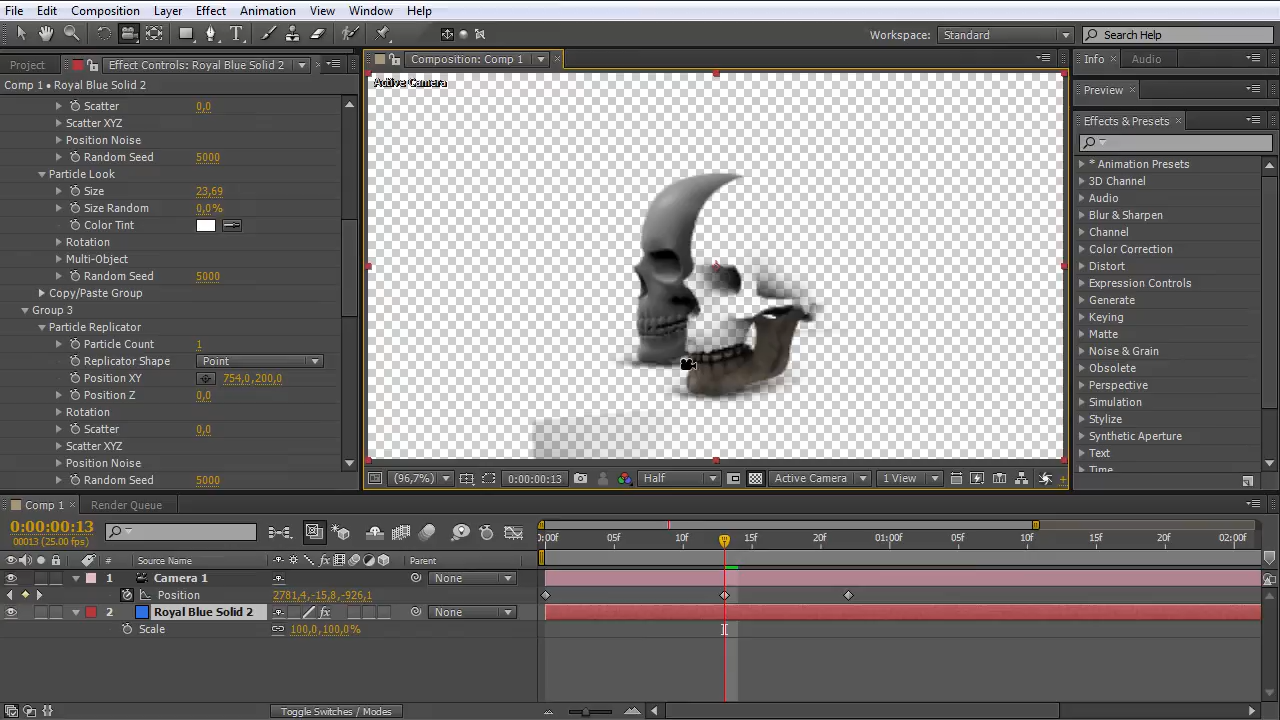 File Edit Composition Layer Effect Animation View Window Help
Workspace: Standard Search Help
Project Effect Controls: Royal Blue Solid 2 Composition: Comp 1 Info Audio
Comp 1 • Royal Blue Solid 2
Active Camera
Preview
Effects & Presets
Scatter 0,0
Scatter XYZ
Position Noise
Random Seed 5000
Particle Look
Size 23,69
Size Random 0,0%
Color Tint
Rotation
Multi-Object
Random Seed 5000
Copy/Paste Group
Group 3
Particle Replicator
Particle Count 1
Replicator Shape Point
Position XY 754,0,200,0
Position Z 0,0
Rotation
Scatter 0,0
Scatter XYZ
Position Noise
Random Seed 5000
* Animation Presets
3D Channel
Audio
Blur & Sharpen
Channel
Color Correction
Distort
Expression Controls
Generate
Keying
Matte
Noise & Grain
Obsolete
Perspective
Simulation
Stylize
Synthetic Aperture
Text
Time
(96,7%) 0:00:00:13 Half Active Camera 1 View
Comp 1 Render Queue
0:00:00:13
00013 (25.00 fps)
0:00f 05f 10f 15f 20f 01:00f 05f 10f 15f 20f 02:00f
# Source Name Parent
1 Camera 1 None
Position 2781,4,-15,8,-926,1
2 Royal Blue Solid 2 None
Scale 100,0,100,0%
Toggle Switches / Modes